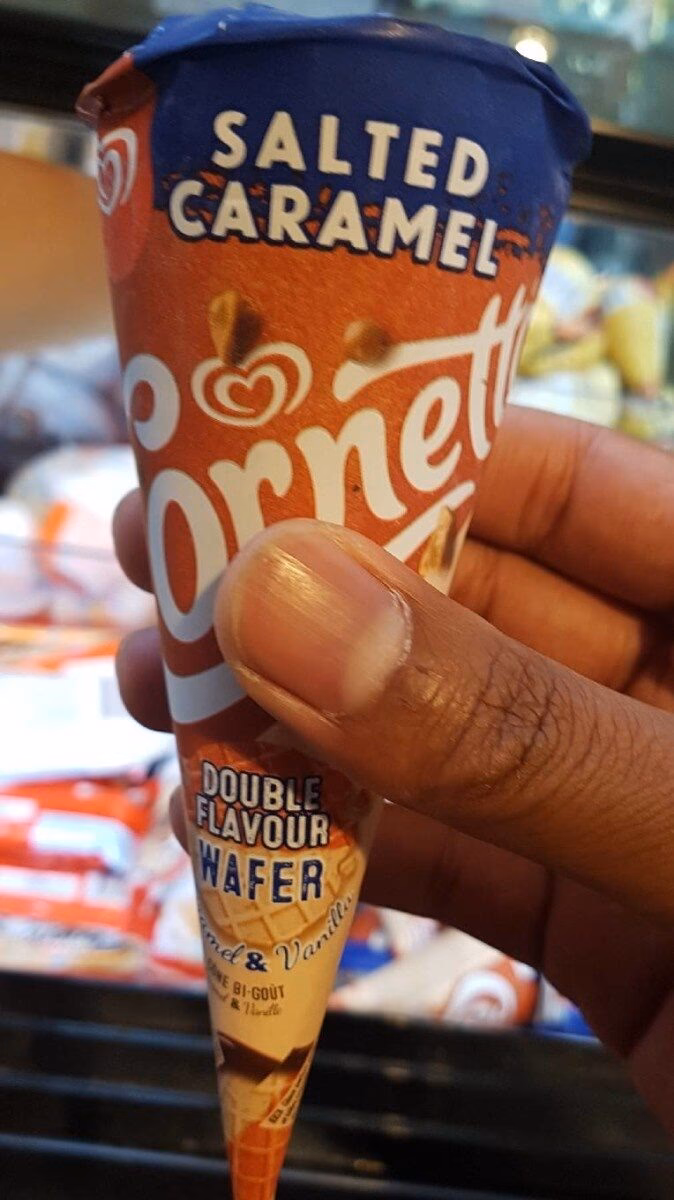 SALTED
CARAMEL
Cornetto
DOUBLE
FLAVOUR
WAFER
& Vanilla
BI-GOÛT
& Vanille